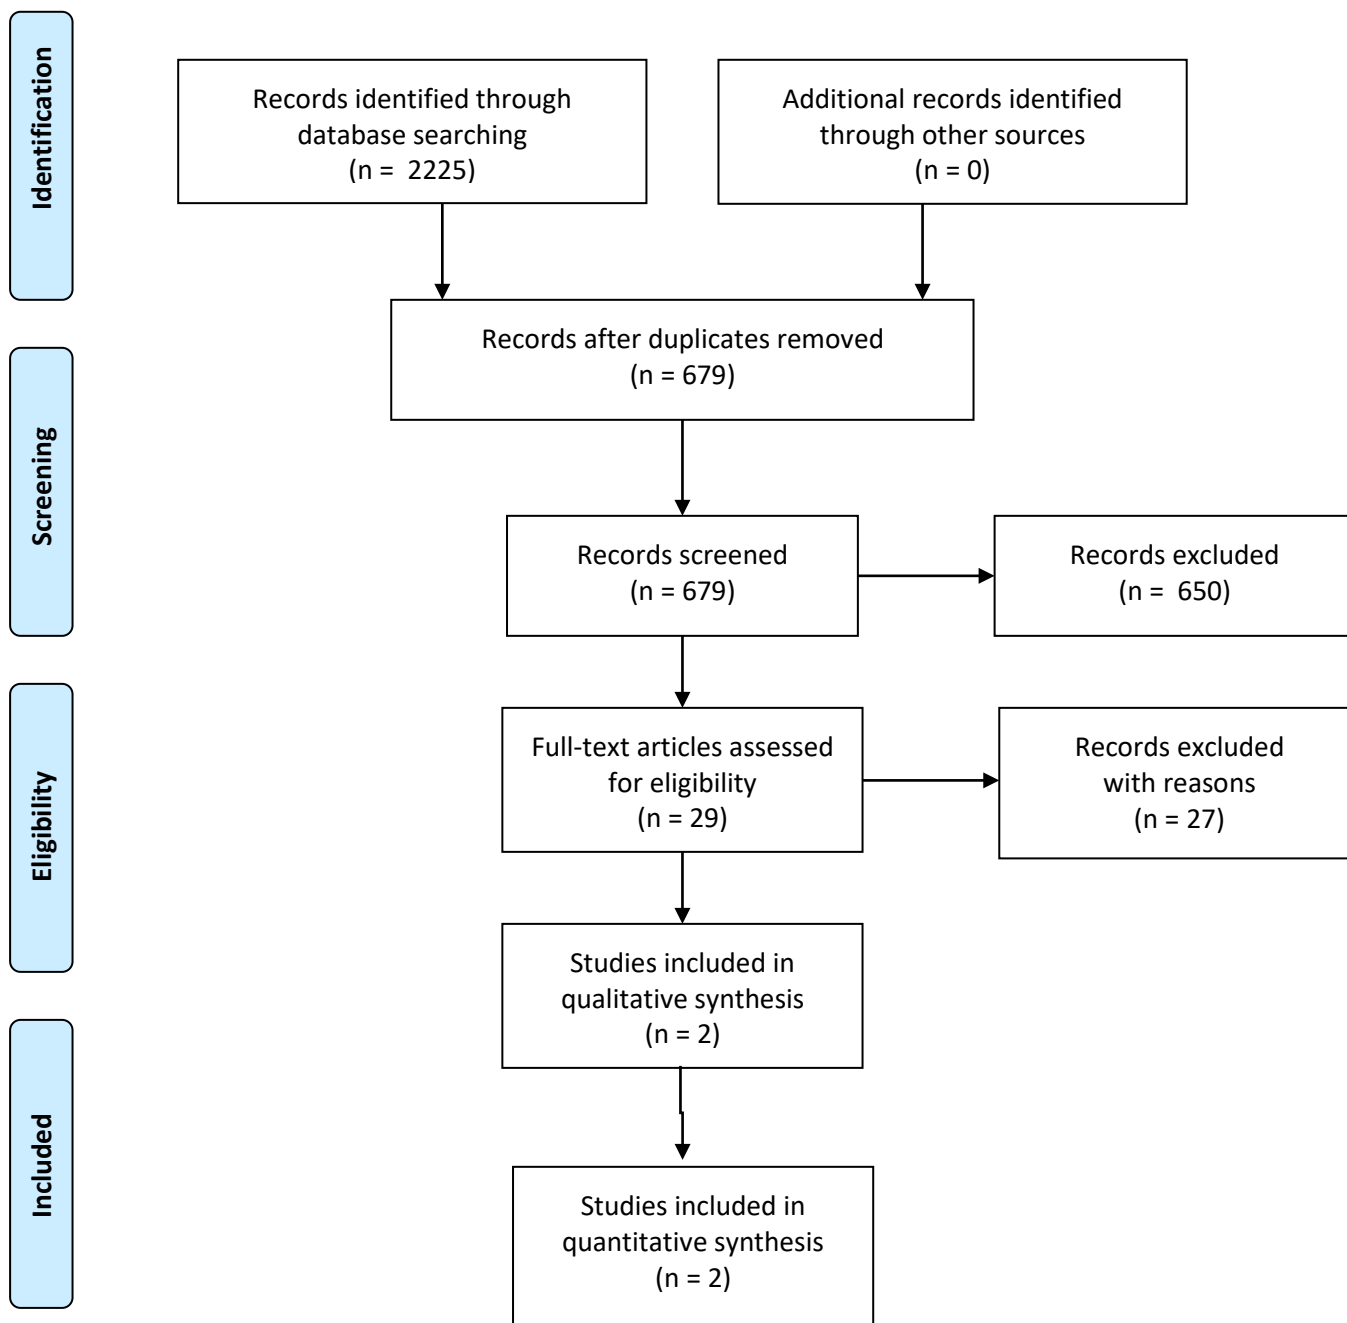 Identification
Records identified through
database searching
(n =  2225)
Additional records identified
through other sources
(n = 0)
Records after duplicates removed
(n = 679)
Screening
Records screened
(n = 679)
Records excluded
(n =  650)
Eligibility
Full-text articles assessed
for eligibility
(n = 29)
Records excluded
with reasons
(n = 27)
Studies included in
qualitative synthesis
(n = 2)
Included
Studies included in
quantitative synthesis
(n = 2)